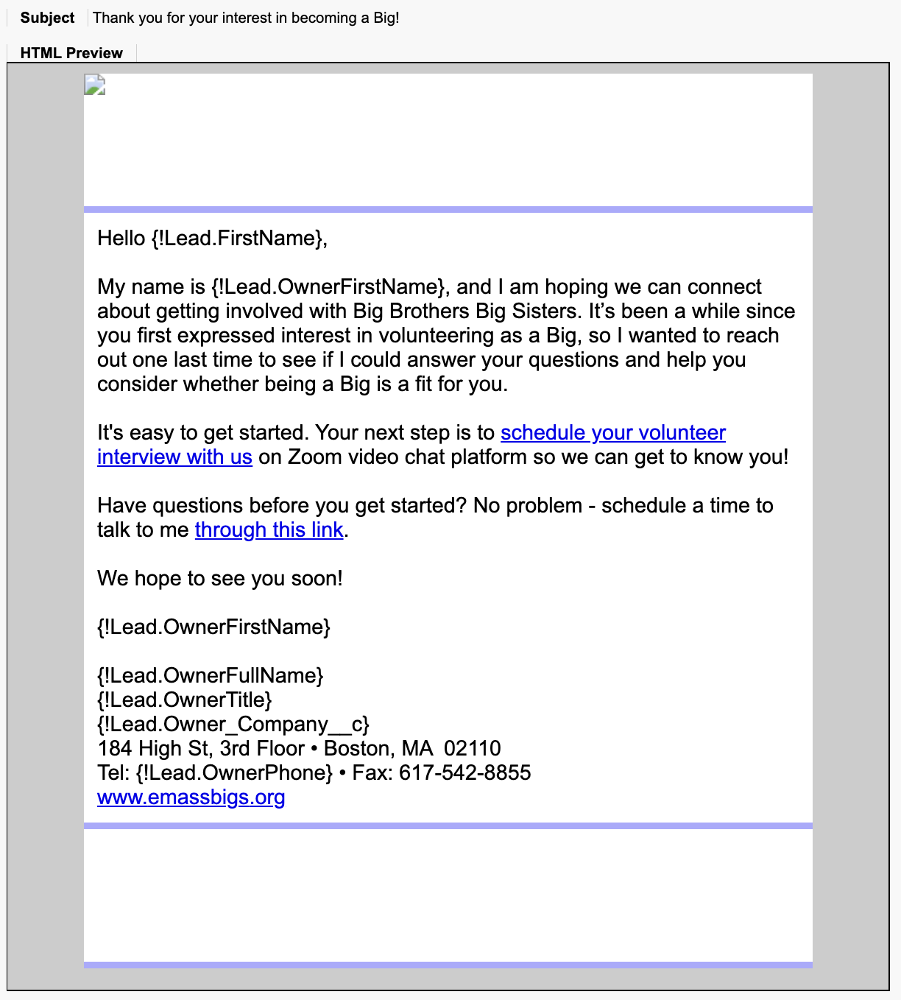 Subject Thank you for your interest in becoming a Big!
HTML Preview
Hello {!Lead.FirstName},
My name is {!Lead.OwnerFirstName}, and I am hoping we can connect
about getting involved with Big Brothers Big Sisters. It’s been a while since
you first expressed interest in volunteering as a Big, so I wanted to reach
out one last time to see if I could answer your questions and help you
consider whether being a Big is a fit for you.
It's easy to get started. Your next step is to schedule your volunteer
interview with us on Zoom video chat platform so we can get to know you!
Have questions before you get started? No problem - schedule a time to
talk to me through this link.
We hope to see you soon!
{!Lead.OwnerFirstName}
{!Lead.OwnerFullName}
{!Lead.OwnerTitle}
{!Lead.Owner_Company__c}
184 High St, 3rd Floor • Boston, MA  02110
Tel: {!Lead.OwnerPhone} • Fax: 617-542-8855
www.emassbigs.org